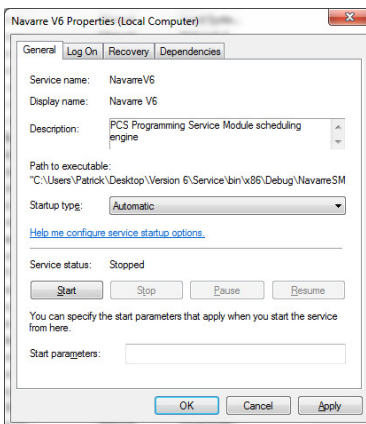 Navarre V6 Properties (Local Computer)
General Log On Recovery Dependencies
Service name: NavarreV6
Display name: Navarre V6
Description: PCS Programming Service Module scheduling
engine
Path to executable:
"C:\Users\Patrick\Desktop\Version 6\Service\bin\x86\Debug\NavarreSM
Startup type: Automatic
Help me configure service startup options.
Service status: Stopped
Start Stop Pause Resume
You can specify the start parameters that apply when you start the service
from here.
Start parameters:
OK Cancel Apply